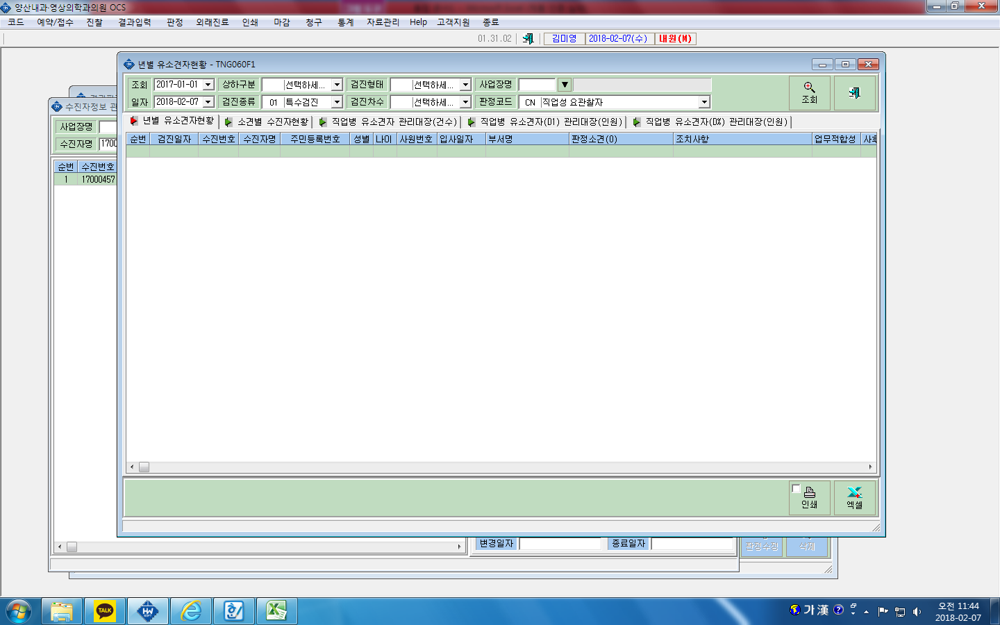 양산내과·영상의학과의원 OCS
코드 예약/접수 진찰 결과입력 판정 외래진료 인쇄 마감 청구 통계 자료관리 Help 고객지원 종료
01.31.02 김미영 2018-02-07(수) 내원(M)
년별 유소견자현황 - TNG060F1
조회 2017-01-01 상하구분 선택하세... 검진형태 선택하세... 사업장명
일자 2018-02-07 검진종류 01 특수검진 검진차수 선택하세... 판정코드 CN 직업성 요관찰자
조회
년별 유소견자현황 소견별 수진자현황 직업병 유소견자 관리대장(건수) 직업병 유소견자(D1) 관리대장(인원) 직업병 유소견자(D%) 관리대장(인원)
순번 검진일자 수진번호 수진자명 주민등록번호 성별 나이 사원번호 입사일자 부서명 판정소견(0) 조치사항 업무적합성
수진자정보
사업장명
수진자명 1700
순번 수진번호
1 17000457
인쇄 엑셀
변경일자 종료일자 판정수정 삭제
TALK
HW
SOFT
가 漢
오전 11:44
2018-02-07